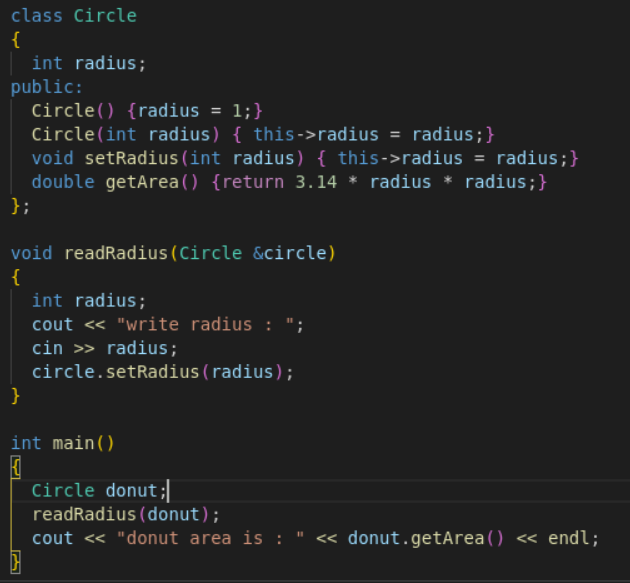 class Circle
{
  int radius;
public:
  Circle() {radius = 1;}
  Circle(int radius) { this->radius = radius;}
  void setRadius(int radius) { this->radius = radius;}
  double getArea() {return 3.14 * radius * radius;}
};

void readRadius(Circle &circle)
{
  int radius;
  cout << "write radius : ";
  cin >> radius;
  circle.setRadius(radius);
}

int main()
{
  Circle donut;
  readRadius(donut);
  cout << "donut area is : " << donut.getArea() << endl;
}